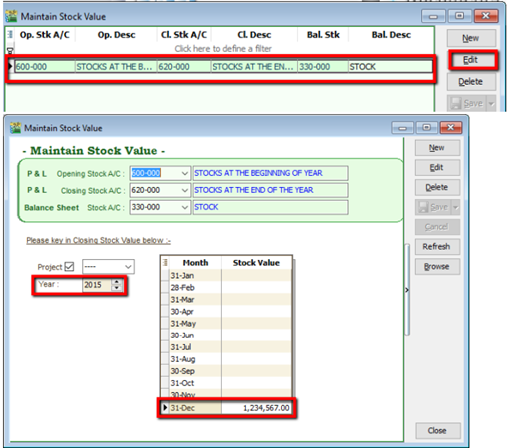 Maintain Stock Value
Op. Stk A/C Op. Desc Cl. Stk A/C Cl. Desc Bal. Stk Bal. Desc
Click here to define a filter
600-000 STOCKS AT THE B... 620-000 STOCKS AT THE EN... 330-000 STOCK
New
Edit
Delete
Save
Maintain Stock Value
- Maintain Stock Value -
P & L Opening Stock A/C : 600-000 STOCKS AT THE BEGINNING OF YEAR
P & L Closing Stock A/C : 620-000 STOCKS AT THE END OF THE YEAR
Balance Sheet Stock A/C : 330-000 STOCK
Please key in Closing Stock Value below :-
Project ----
Year : 2015
Month Stock Value
31-Jan
28-Feb
31-Mar
30-Apr
31-May
30-Jun
31-Jul
31-Aug
30-Sep
31-Oct
30-Nov
31-Dec 1,234,567.00
New
Edit
Delete
Save
Cancel
Refresh
Browse
Close